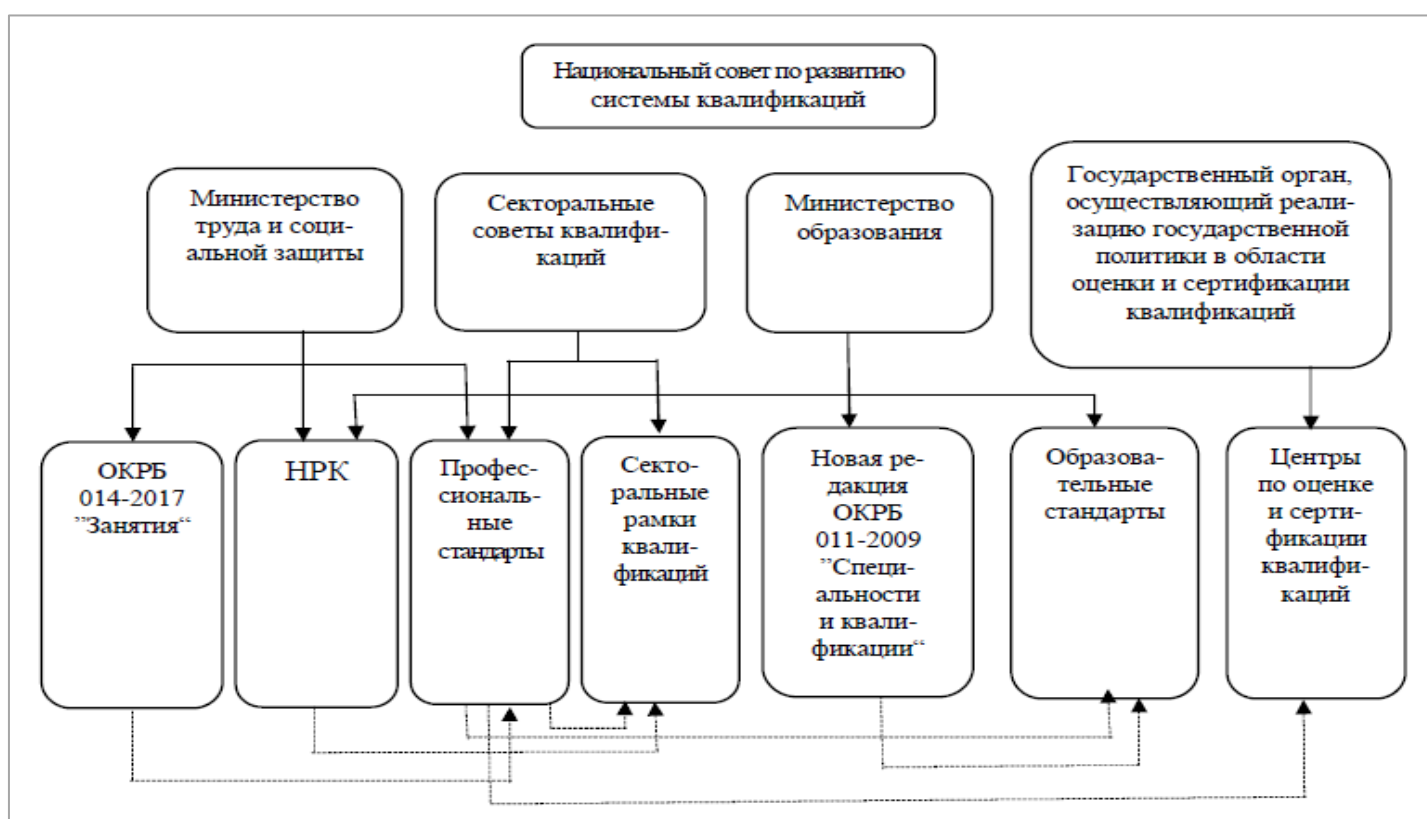 Национальный совет по развитию
системы квалификаций
Министерство
труда и соци-
альной защиты
Секторальные
советы квалифи-
каций
Министерство
образования
Государственный орган,
осуществляющий реали-
зацию государственной
политики в области
оценки и сертификации
квалификаций
ОКРБ
014-2017
”Занятия“
НРК
Профес-
сиональ-
ные
стандарты
Секто-
ральные
рамки
квали-
фикаций
Новая ре-
дакция
ОКРБ
011-2009
”Специ-
альности
и квали-
фикации“
Образова-
тельные
стандарты
Центры
по оценке
и серти-
фикации
квалифи-
каций